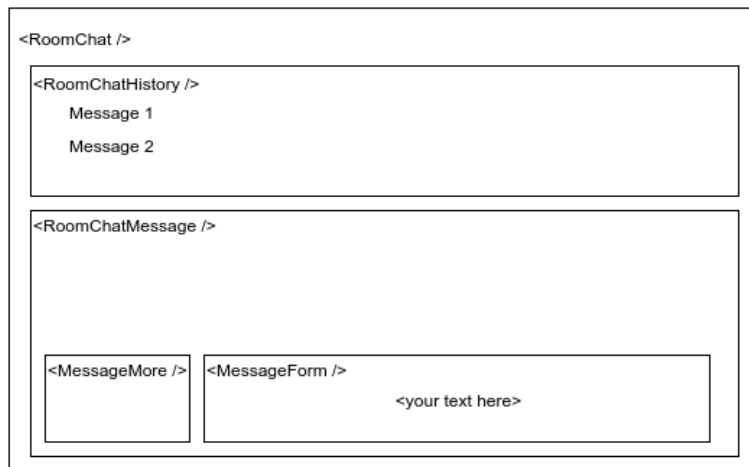 <RoomChat />
<RoomChatHistory />
Message 1
Message 2
<RoomChatMessage />
<MessageMore />
<MessageForm />
<your text here>